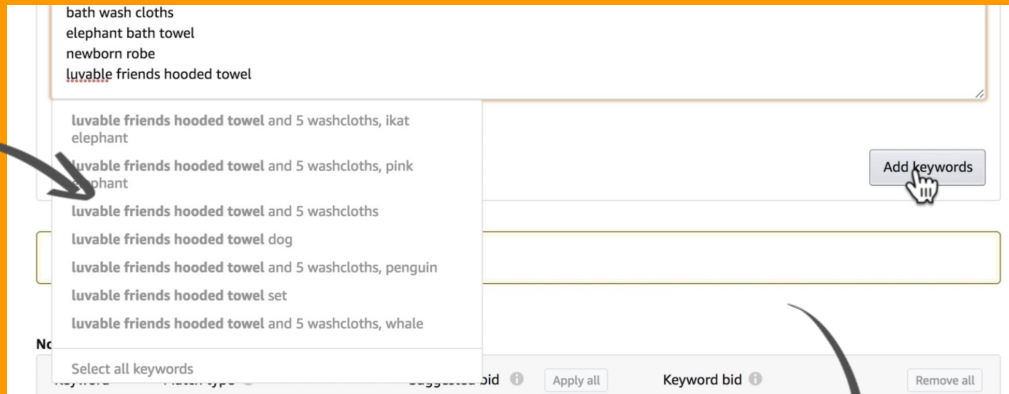 bath wash cloths
elephant bath towel
newborn robe
luvable friends hooded towel
luvable friends hooded towel and 5 washcloths, ikat
elephant
luvable friends hooded towel and 5 washcloths, pink
elephant
luvable friends hooded towel and 5 washcloths
luvable friends hooded towel dog
luvable friends hooded towel and 5 washcloths, penguin
luvable friends hooded towel set
luvable friends hooded towel and 5 washcloths, whale
Select all keywords
Add keywords
Keyword Match type Suggested bid Apply all Keyword bid Remove all